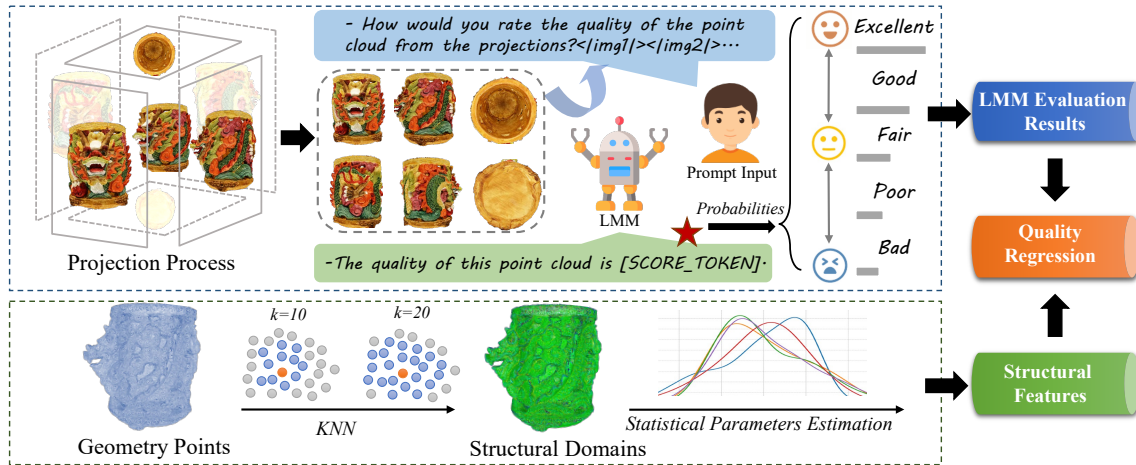 - How would you rate the quality of the point
cloud from the projections?<|img1|><|img2|>...
Projection Process
LMM
Prompt Input
Probabilities
-The quality of this point cloud is [SCORE_TOKEN].
Excellent
Good
Fair
Poor
Bad
LMM Evaluation
Results
Quality
Regression
Structural
Features
k=10
k=20
KNN
Geometry Points
Structural Domains
Statistical Parameters Estimation